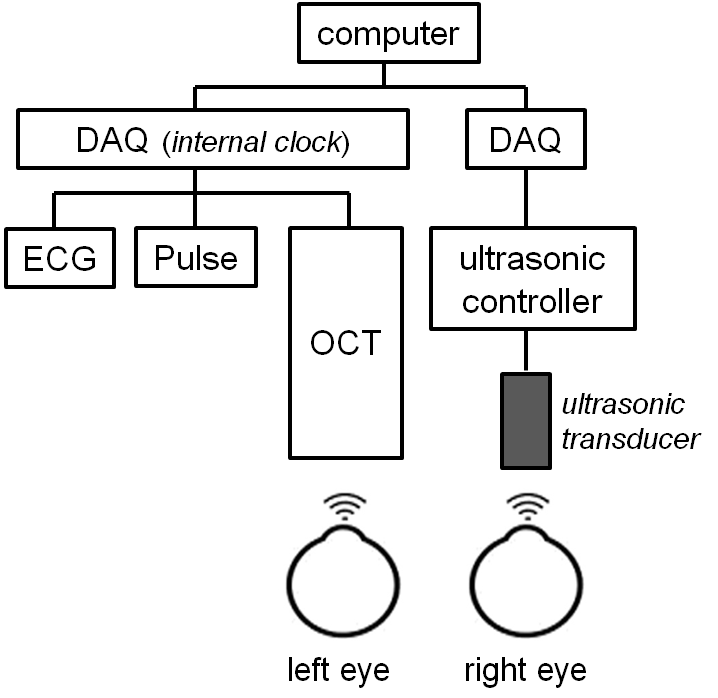 computer
DAQ (internal clock)
DAQ
ECG
Pulse
OCT
ultrasonic
controller
ultrasonic
transducer
left eye
right eye